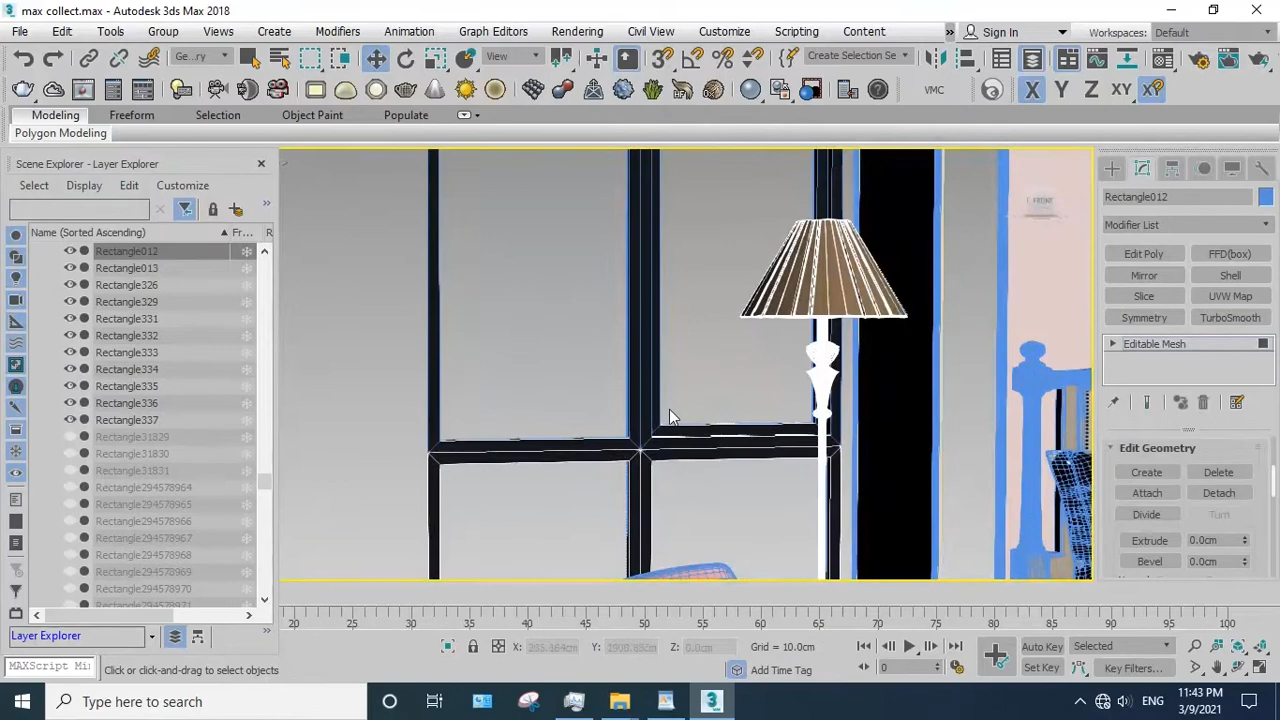 max collect.max - Autodesk 3ds Max 2018
File Edit Tools Group Views Create Modifiers Animation Graph Editors Rendering Civil View Customize Scripting Content » Sign In Workspaces: Default
Ge...ry View Create Selection Se
VMC X Y Z XY
Modeling Freeform Selection Object Paint Populate
Polygon Modeling
Scene Explorer - Layer Explorer
Select Display Edit Customize
Name (Sorted Ascending) Fr... R
Rectangle012
Rectangle013
Rectangle326
Rectangle329
Rectangle331
Rectangle332
Rectangle333
Rectangle334
Rectangle335
Rectangle336
Rectangle337
Rectangle31829
Rectangle31830
Rectangle31831
Rectangle294578964
Rectangle294578965
Rectangle294578966
Rectangle294578967
Rectangle294578968
Rectangle294578969
Rectangle294578970
Rectangle294578971
Layer Explorer
FRONT
Rectangle012
Modifier List
Edit Poly FFD(box)
Mirror Shell
Slice UVW Map
Symmetry TurboSmooth
Editable Mesh
Edit Geometry
Create Delete
Attach Detach
Divide Turn
Extrude 0.0cm
Bevel 0.0cm
20 25 30 35 40 45 50 55 60 65 70 75 80 85 90 95 100
X: Y: Z: 0.0cm Grid = 10.0cm
Auto Key Selected
MAXScript Mi Click or click-and-drag to select objects Add Time Tag 0 Set Key Key Filters...
Type here to search
ENG
11:43 PM
3/9/2021